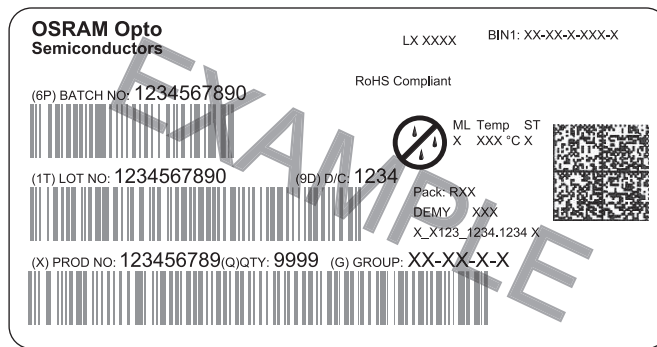 OSRAM Opto
Semiconductors
LX XXXX
BIN1: XX-XX-X-XXX-X
RoHS Compliant
(6P) BATCH NO: 1234567890
ML Temp ST
X XXX °C X
(1T) LOT NO: 1234567890 (9D) D/C: 1234
Pack: RXX
DEMY XXX
X_X123_1234.1234 X
(X) PROD NO: 123456789(Q)QTY: 9999 (G) GROUP: XX-XX-X-X
EXAMPLE